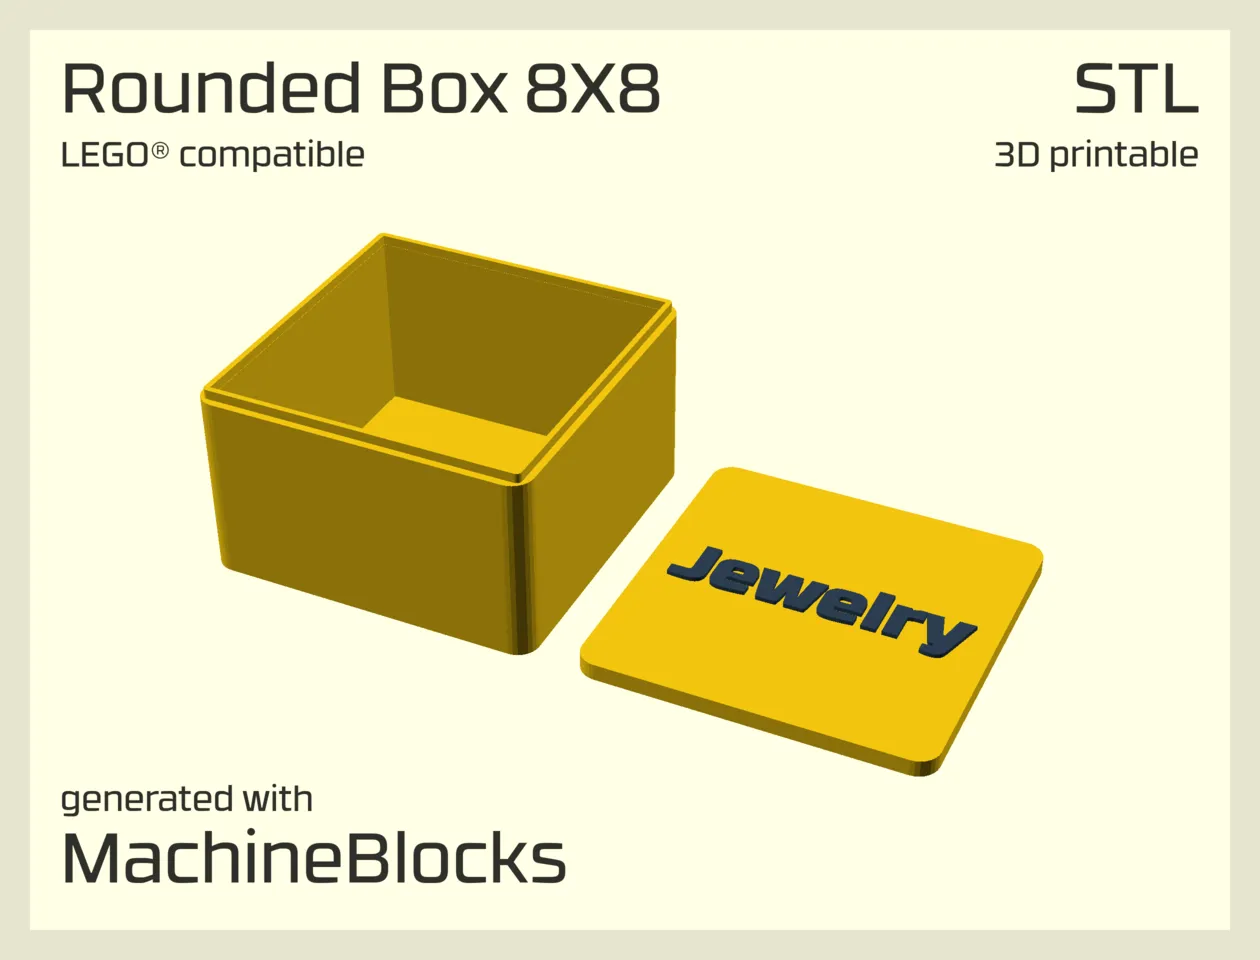 Rounded Box 8X8
LEGO® compatible
STL
3D printable
Jewelry
generated with
MachineBlocks